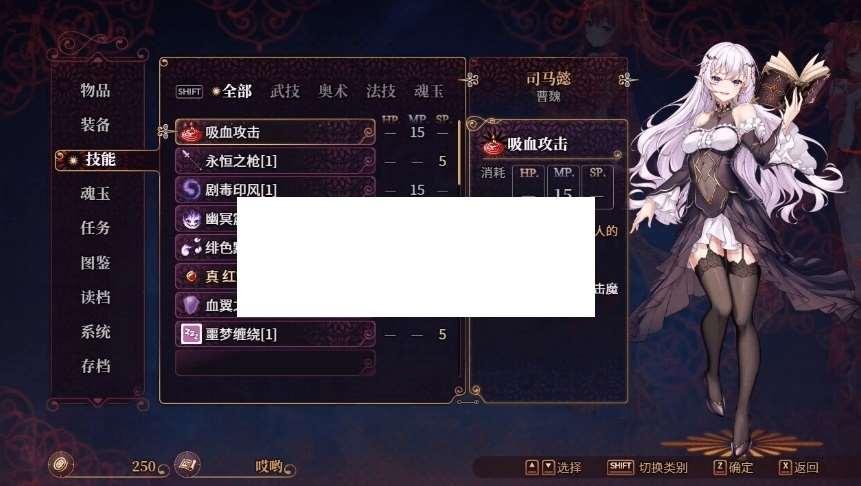 物品
装备
技能
魂玉
任务
图鉴
读档
系统
存档
SHIFT 全部 武技 奥术 法技 魂玉
HP MP SP
吸血攻击 — 15 —
永恒之枪[1] — — 5
剧毒印风[1] — 15 —
幽冥
绯色
真红
血翼
噩梦缠绕[1] — — 5
司马懿
曹魏
吸血攻击
消耗 HP. MP. SP.
— 15 —
人的
击魔
250
哎哟
▲▼选择 SHIFT 切换类别 Z 确定 X 返回